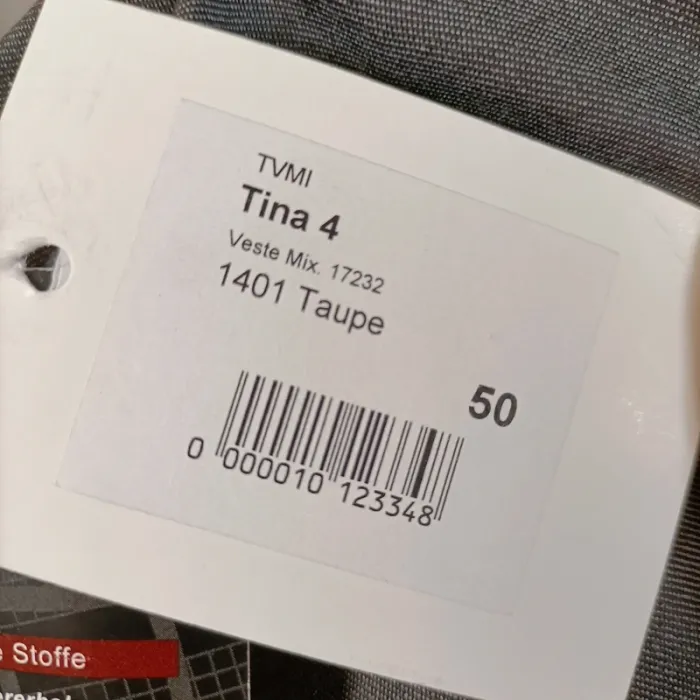 TVMI
Tina 4
Veste Mix. 17232
1401 Taupe
50
0 000010 123348
Stoffe